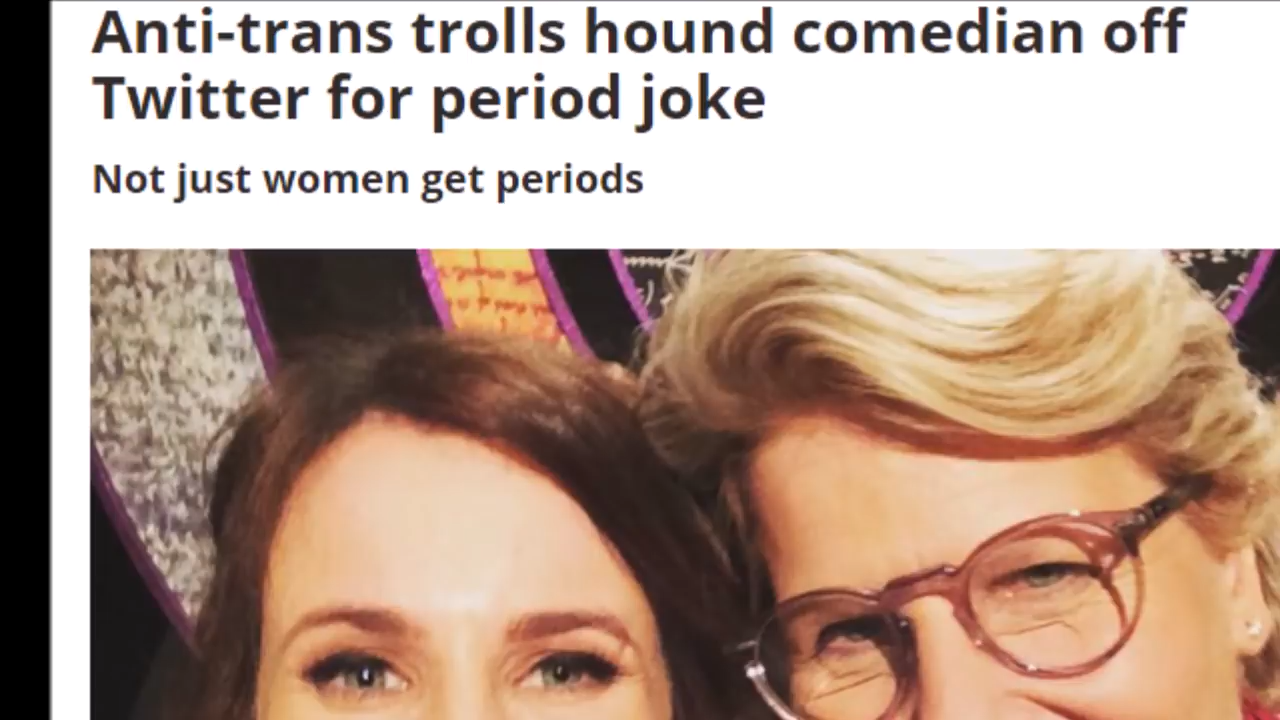 Anti-trans trolls hound comedian off
Twitter for period joke
Not just women get periods